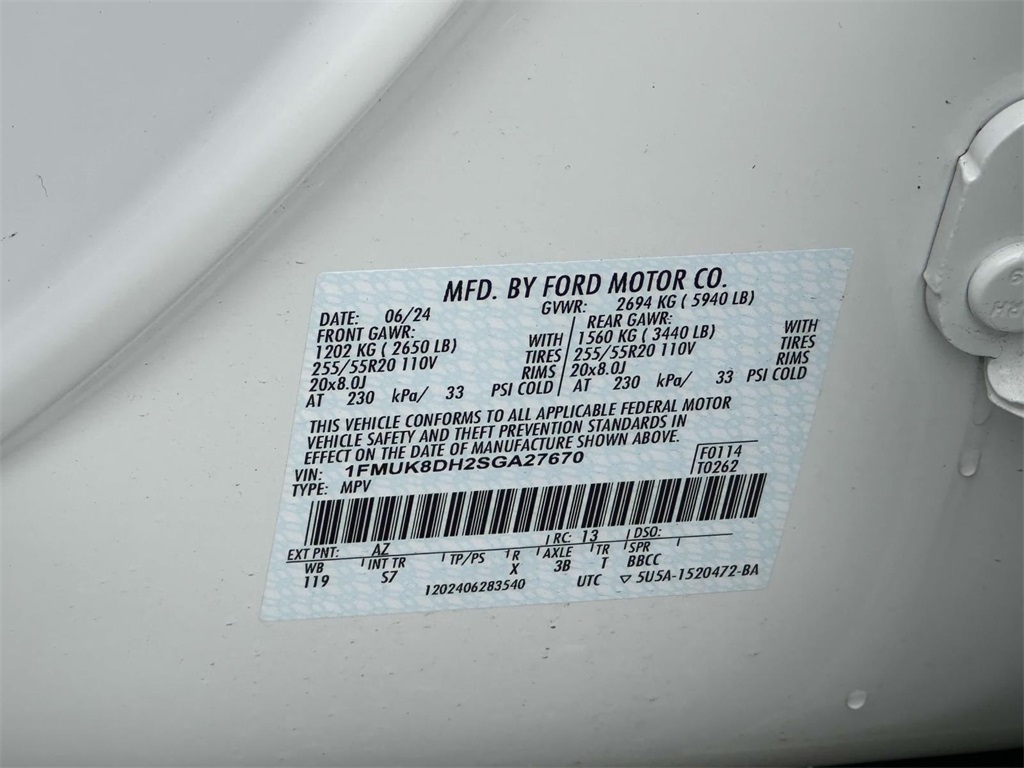 MFD. BY FORD MOTOR CO.
DATE: 06/24 GVWR: 2694 KG ( 5940 LB)
FRONT GAWR: REAR GAWR:
1202 KG ( 2650 LB) WITH 1560 KG ( 3440 LB) WITH
255/55R20 110V TIRES 255/55R20 110V TIRES
20x8.0J RIMS 20x8.0J RIMS
AT 230 kPa/ 33 PSI COLD AT 230 kPa/ 33 PSI COLD
THIS VEHICLE CONFORMS TO ALL APPLICABLE FEDERAL MOTOR
VEHICLE SAFETY AND THEFT PREVENTION STANDARDS IN
EFFECT ON THE DATE OF MANUFACTURE SHOWN ABOVE.
VIN: 1FMUK8DH2SGA27670 F0114
TYPE: MPV T0262
EXT PNT: AZ RC: 13 DSO:
WB INT TR TP/PS R AXLE TR SPR
119 S7 X 3B T BBCC
1202406283540 UTC ▽ 5U5A-1520472-BA